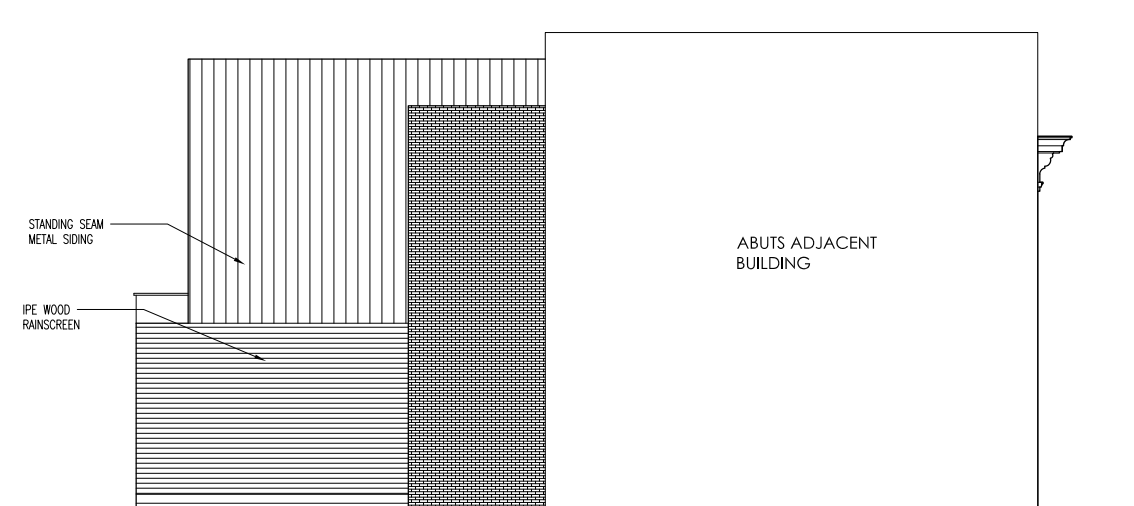 STANDING SEAM
METAL SIDING
IPE WOOD
RAINSCREEN
ABUTS ADJACENT
BUILDING